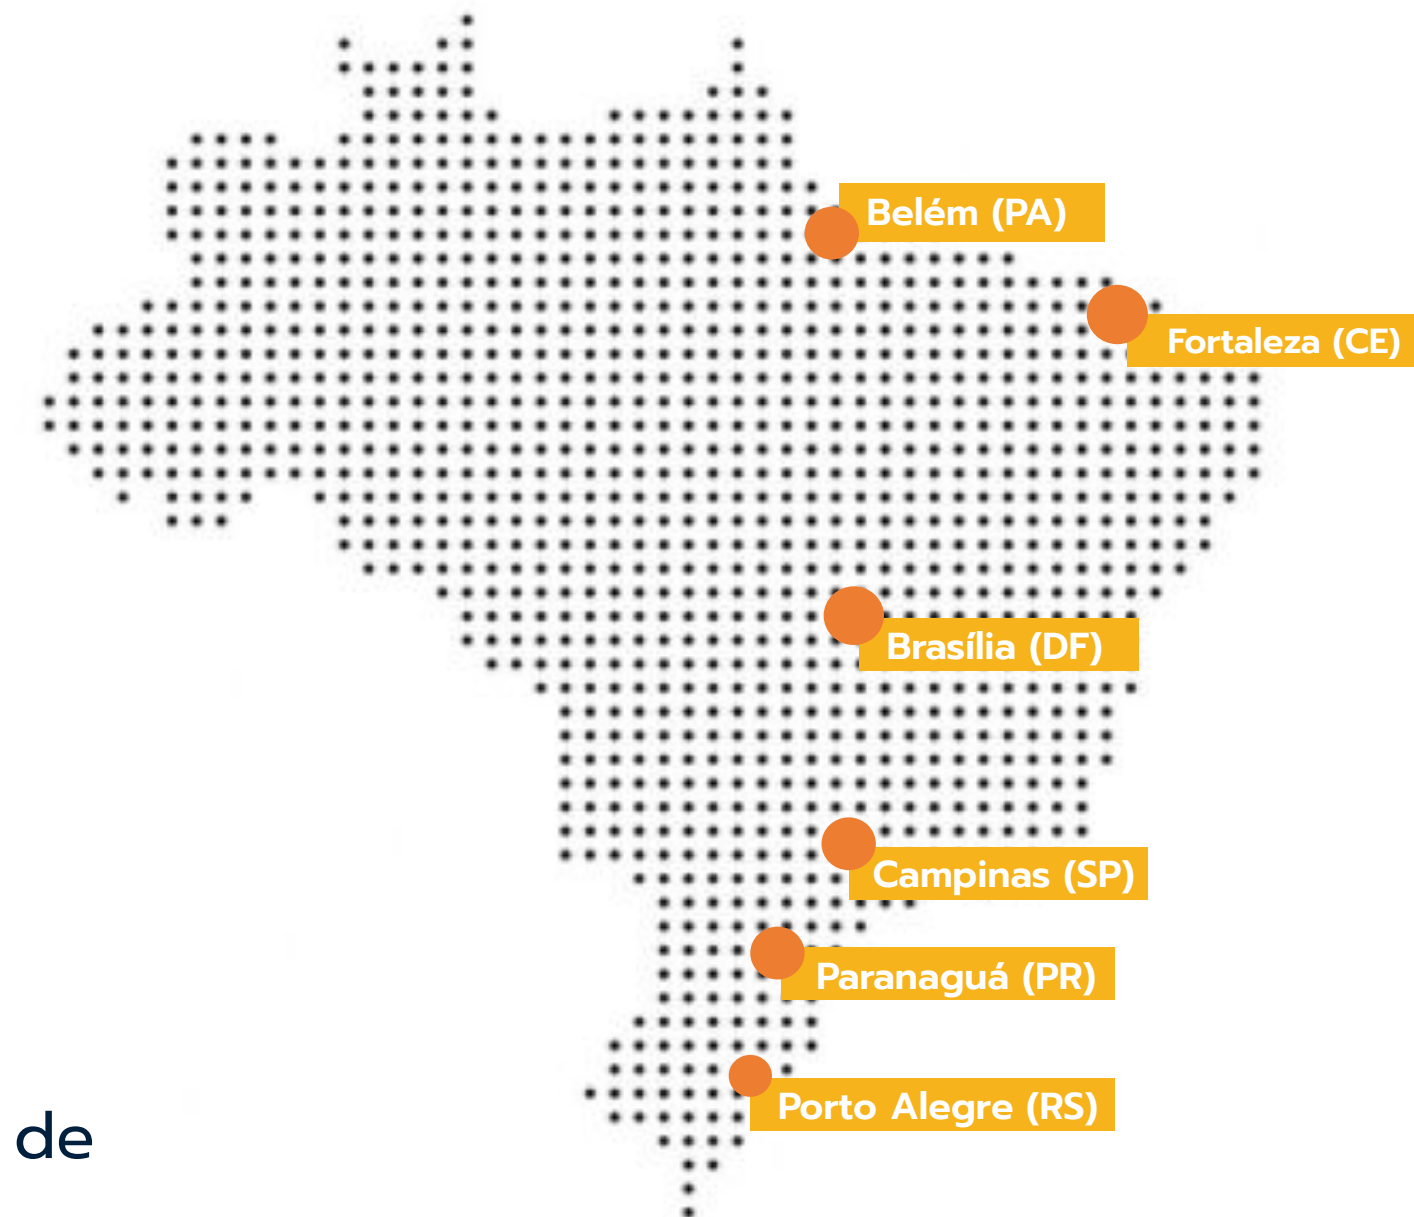 Belém (PA)
Fortaleza (CE)
Brasília (DF)
Campinas (SP)
Paranaguá (PR)
Porto Alegre (RS)
de